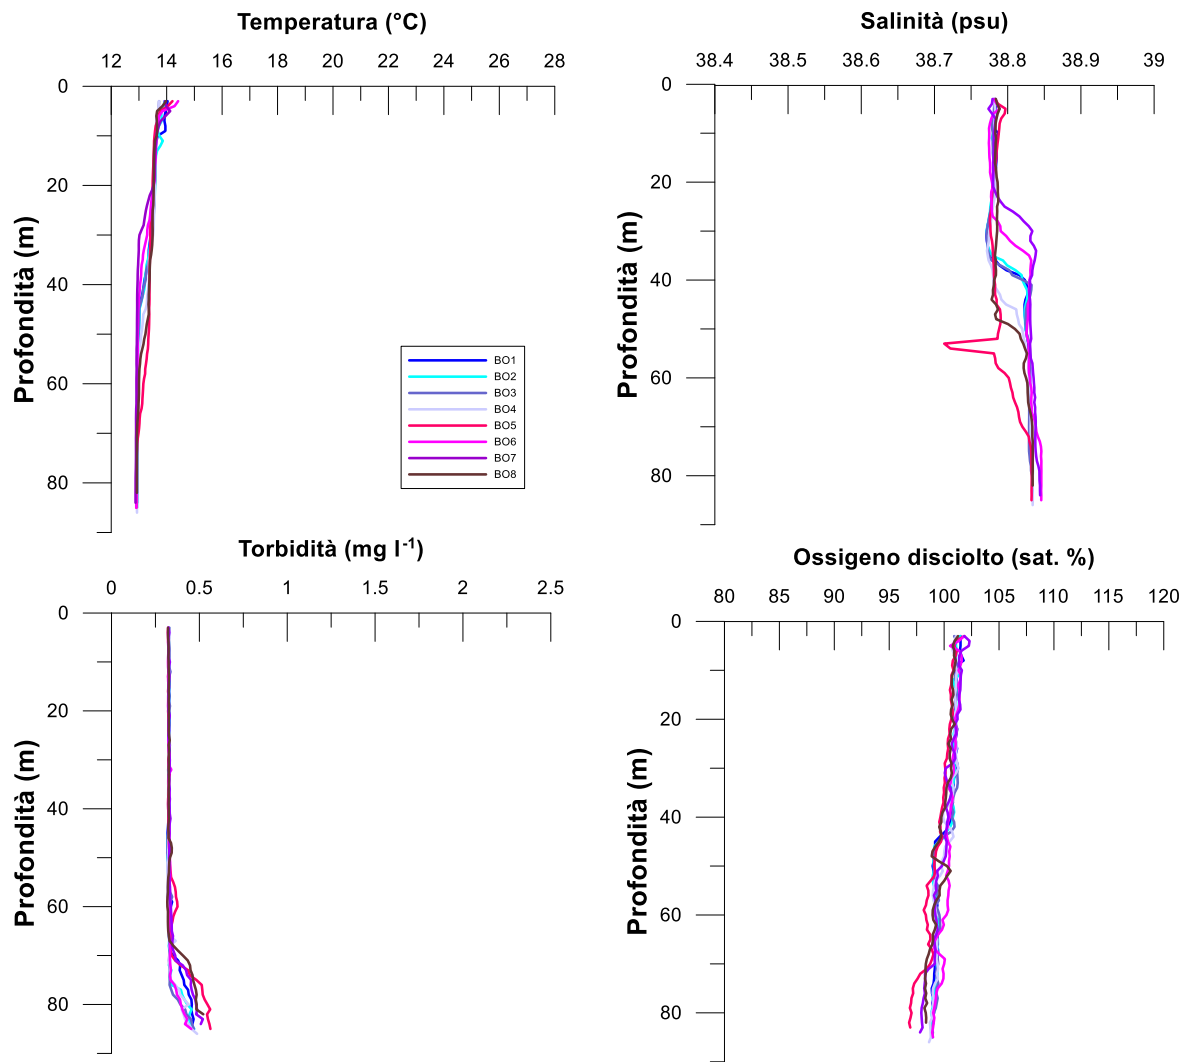 Temperatura (°C)
12 14 16 18 20 22 24 26 28
0
20
40
60
80
Profondità (m)
BO1
BO2
BO3
BO4
BO5
BO6
BO7
BO8
Salinità (psu)
38.4 38.5 38.6 38.7 38.8 38.9 39
0
20
40
60
80
Profondità (m)
Torbidità (mg l-1)
0 0.5 1 1.5 2 2.5
0
20
40
60
80
Profondità (m)
Ossigeno disciolto (sat. %)
80 85 90 95 100 105 110 115 120
0
20
40
60
80
Profondità (m)